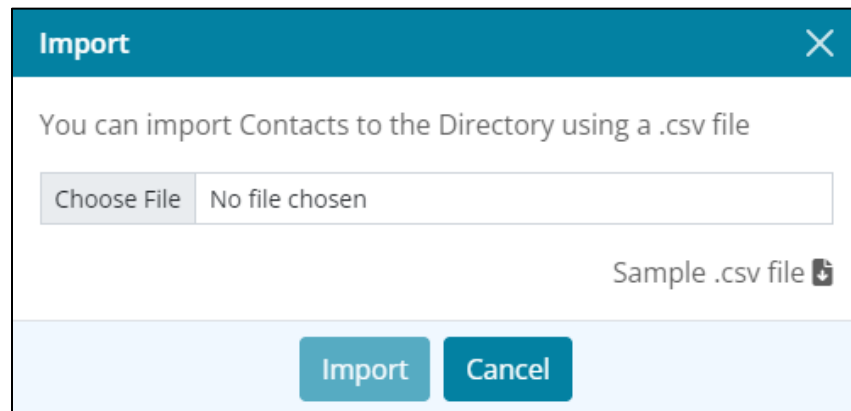 Import
You can import Contacts to the Directory using a .csv file
Choose File No file chosen
Sample .csv file
Import Cancel